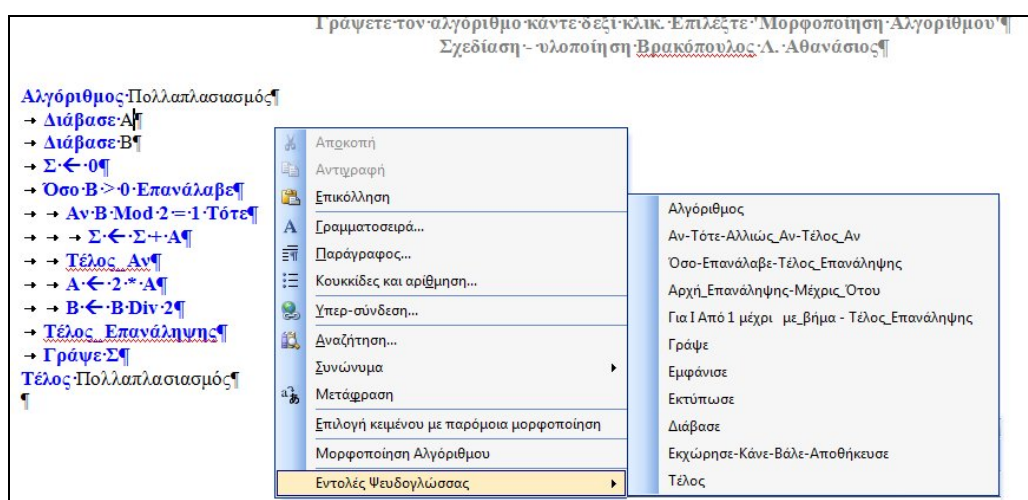 Γράψετε τον αλγόριθμο κάντε δεξί κλικ. Επιλέξτε 'Μορφοποίηση Αλγορίθμου'¶
Σχεδίαση - υλοποίηση Βρακόπουλος Λ. Αθανάσιος¶
Αλγόριθμος Πολλαπλασιασμός¶
→ Διάβασε Α¶
→ Διάβασε Β¶
→ Σ ← 0¶
→ Όσο Β > 0 Επανάλαβε¶
→ → Αν Β Mod 2 = 1 Τότε¶
→ → → Σ ← Σ + Α¶
→ → Τέλος_Αν¶
→ → Α ← 2 * Α¶
→ → Β ← Β Div 2¶
→ Τέλος_Επανάληψης¶
→ Γράψε Σ¶
Τέλος Πολλαπλασιασμός¶
¶
Αποκοπή
Αντιγραφή
Επικόλληση
Γραμματοσειρά...
Παράγραφος...
Κουκκίδες και αρίθμηση...
Υπερ-σύνδεση...
Αναζήτηση...
Συνώνυμα
Μετάφραση
Επιλογή κειμένου με παρόμοια μορφοποίηση
Μορφοποίηση Αλγόριθμου
Εντολές Ψευδογλώσσας
Αλγόριθμος
Αν-Τότε-Αλλιώς_Αν-Τέλος_Αν
Όσο-Επανάλαβε-Τέλος_Επανάληψης
Αρχή_Επανάληψης-Μέχρις_Ότου
Για Ι Από 1 μέχρι με_βήμα - Τέλος_Επανάληψης
Γράψε
Εμφάνισε
Εκτύπωσε
Διάβασε
Εκχώρησε-Κάνε-Βάλε-Αποθήκευσε
Τέλος